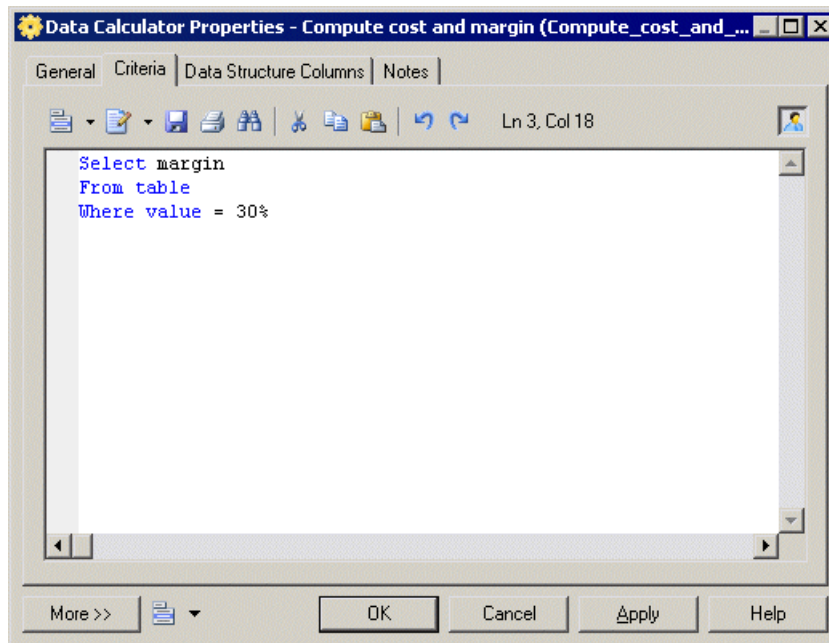 Data Calculator Properties - Compute cost and margin (Compute_cost_and_...
General Criteria Data Structure Columns Notes
Ln 3, Col 18
Select margin
From table
Where value = 30%
More >> OK Cancel Apply Help